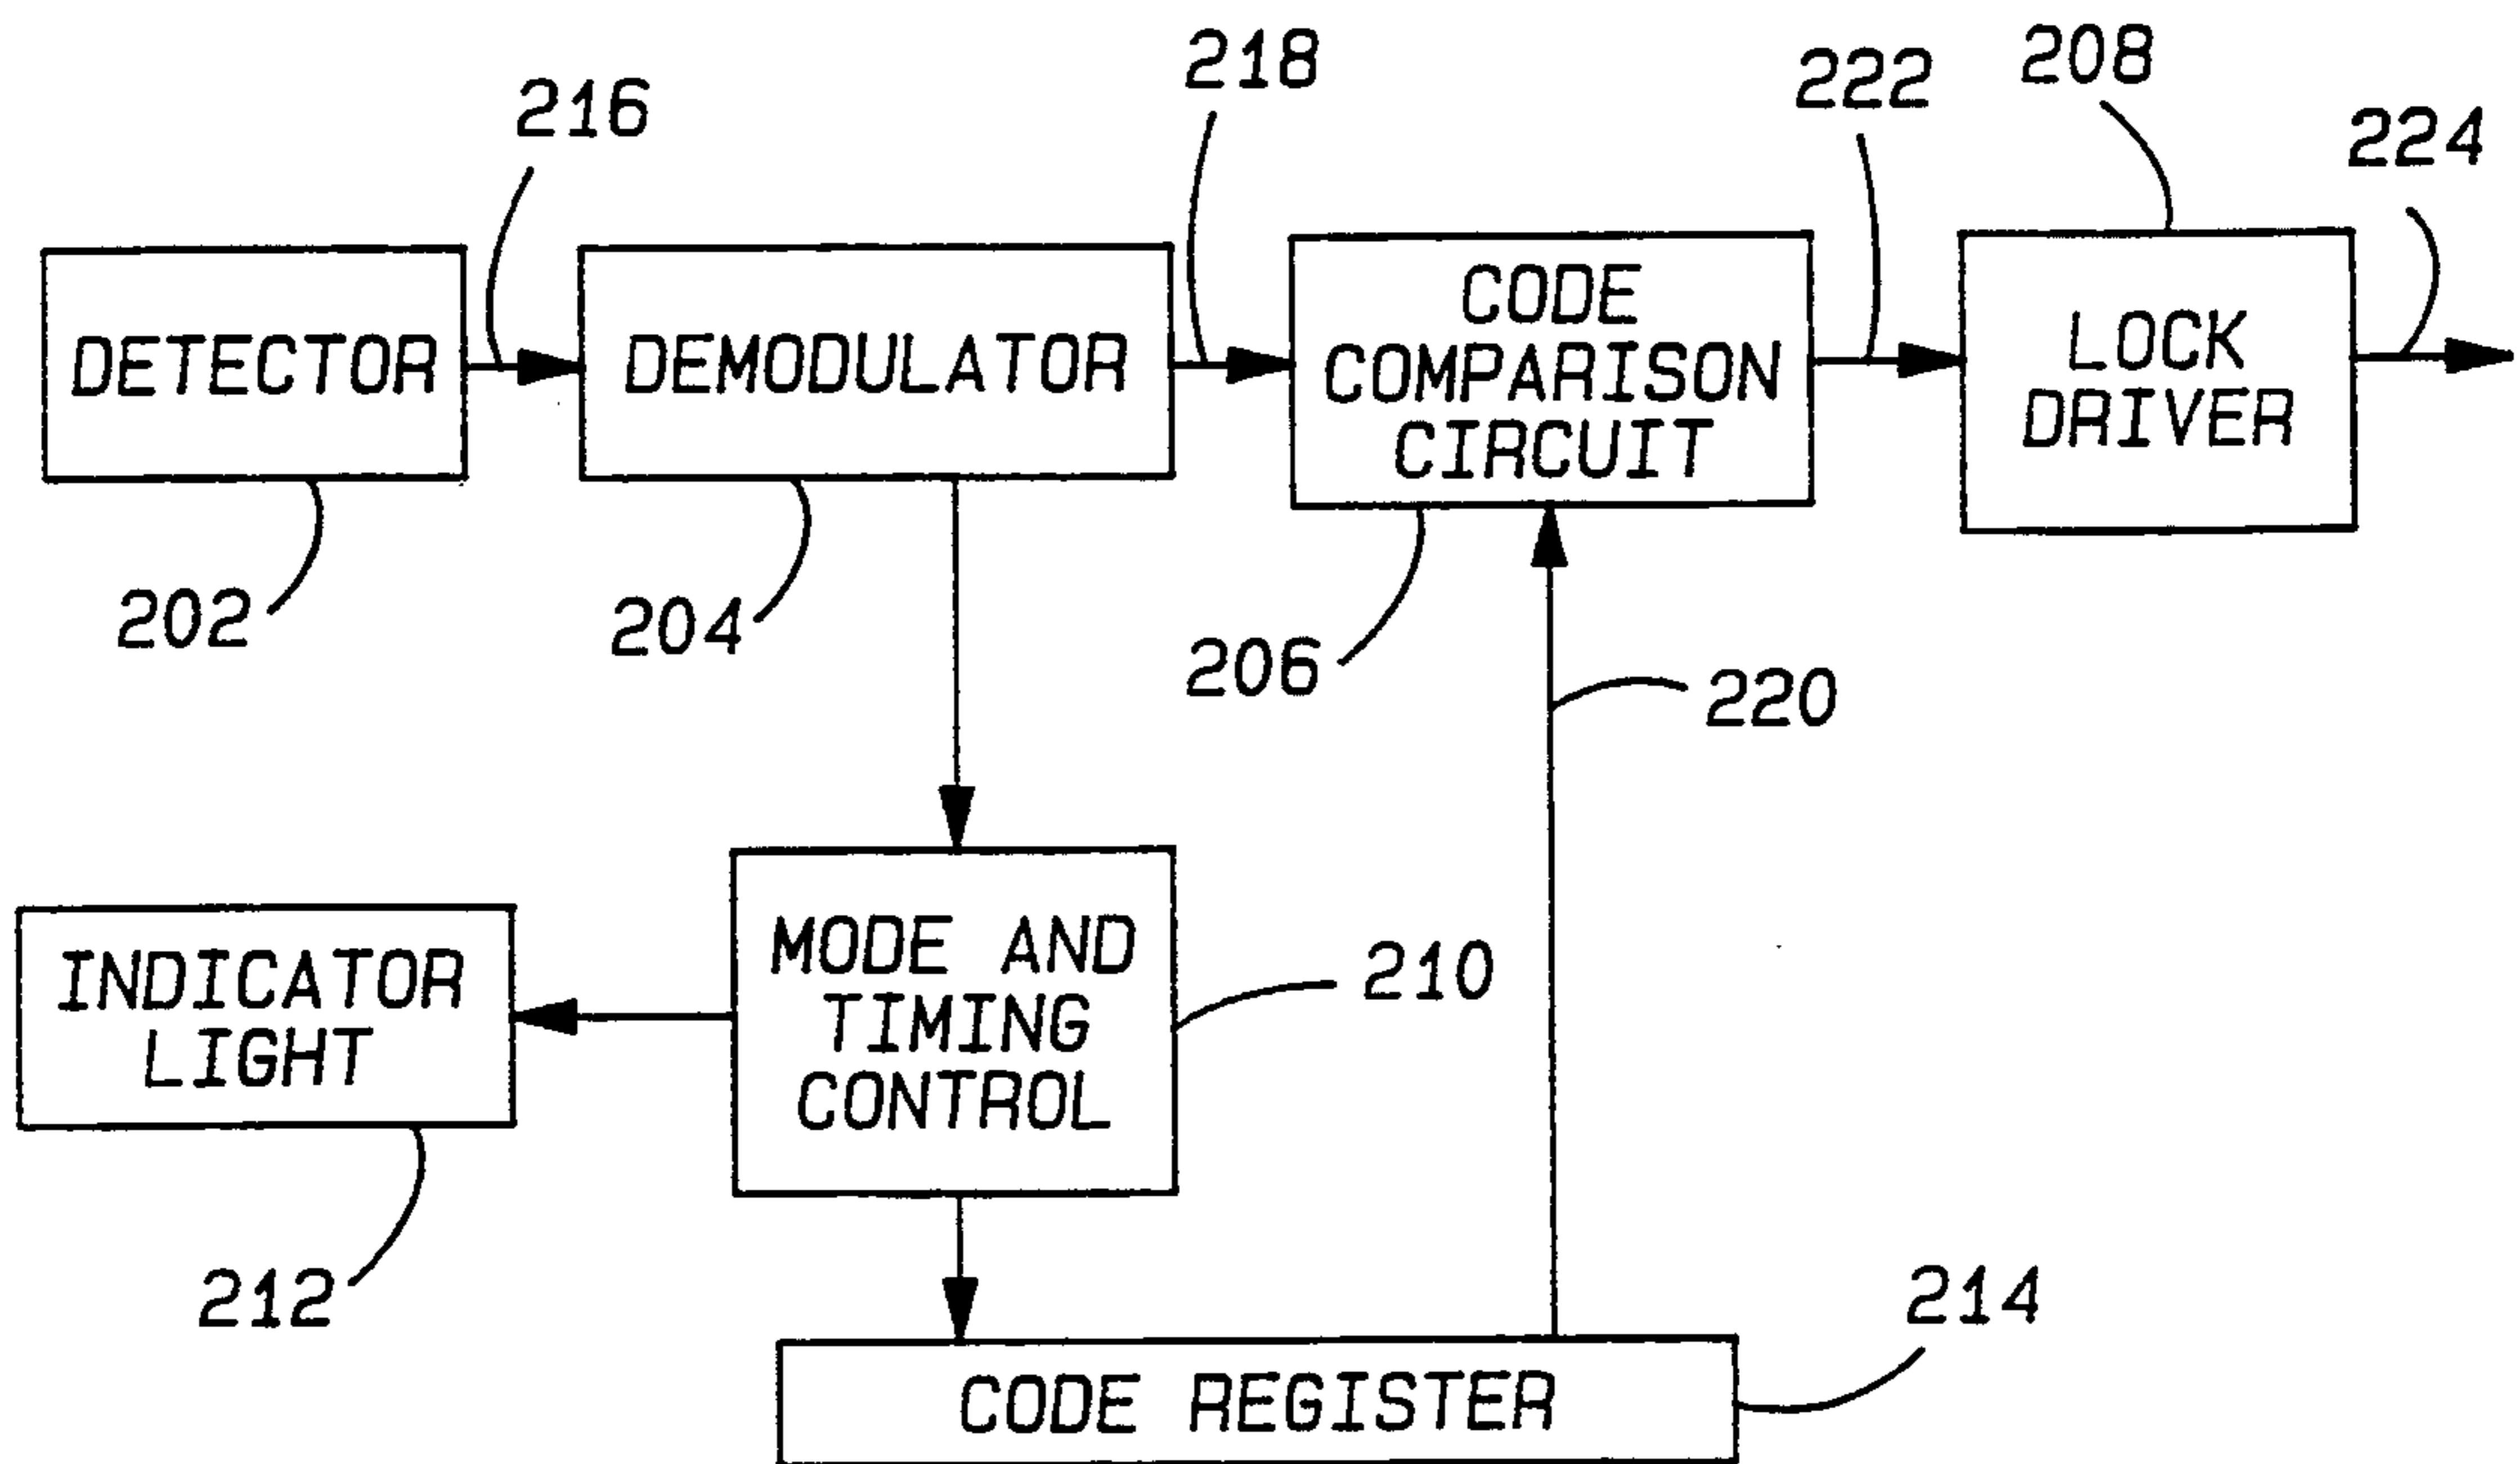 218
222
208
216
224
DETECTOR
DEMODULATOR
CODE
COMPARISON
CIRCUIT
LOCK
DRIVER
202
204
206
220
INDICATOR
LIGHT
MODE AND
TIMING
CONTROL
210
212
214
CODE REGISTER